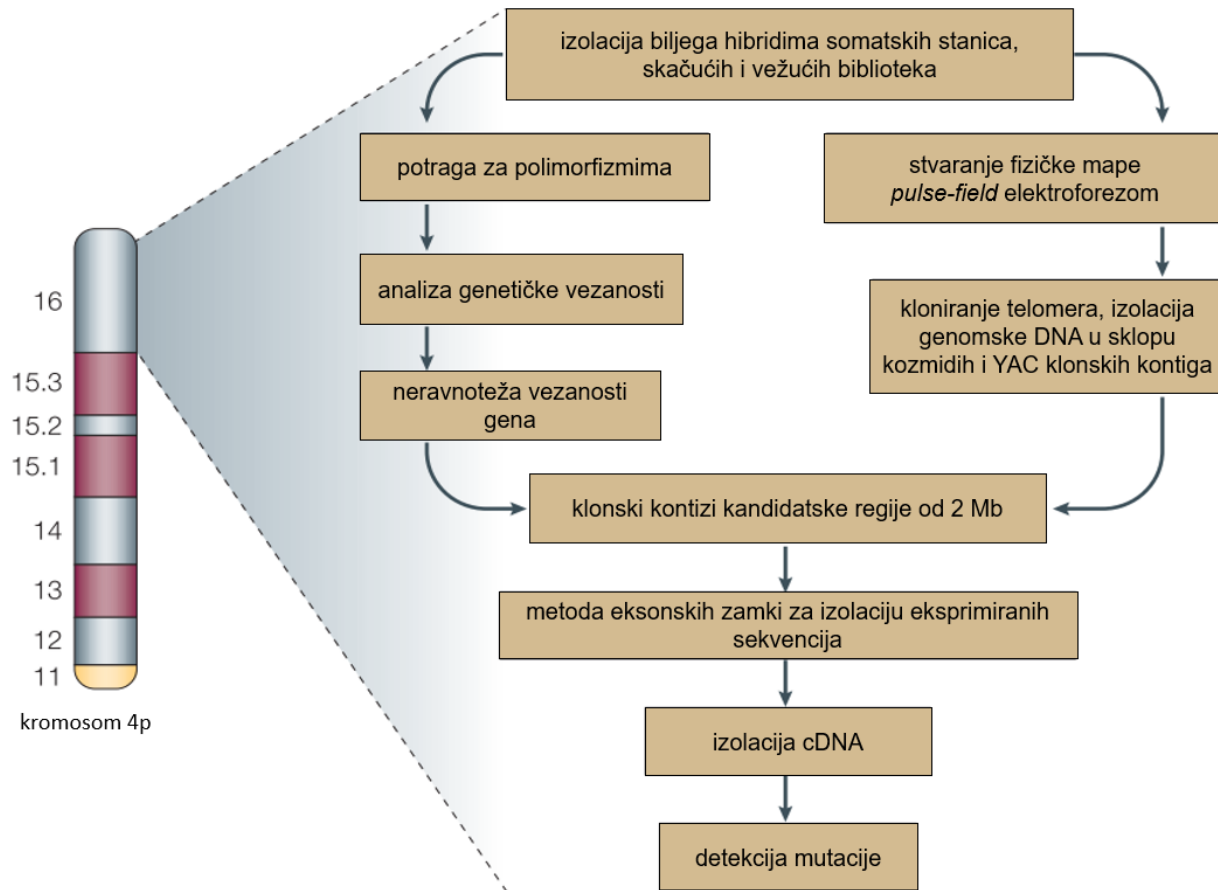 izolacija biljega hibridima somatskih stanica,
skačućih i vežućih biblioteka
potraga za polimorfizmima
stvaranje fizičke mape
pulse-field elektroforezom
analiza genetičke vezanosti
kloniranje telomera, izolacija
genomske DNA u sklopu
kozmidih i YAC klonskih kontiga
neravnoteža vezanosti
gena
klonski kontizi kandidatske regije od 2 Mb
metoda eksonskih zamki za izolaciju eksprimiranih
sekvencija
izolacija cDNA
detekcija mutacije
16
15.3
15.2
15.1
14
13
12
11
kromosom 4p